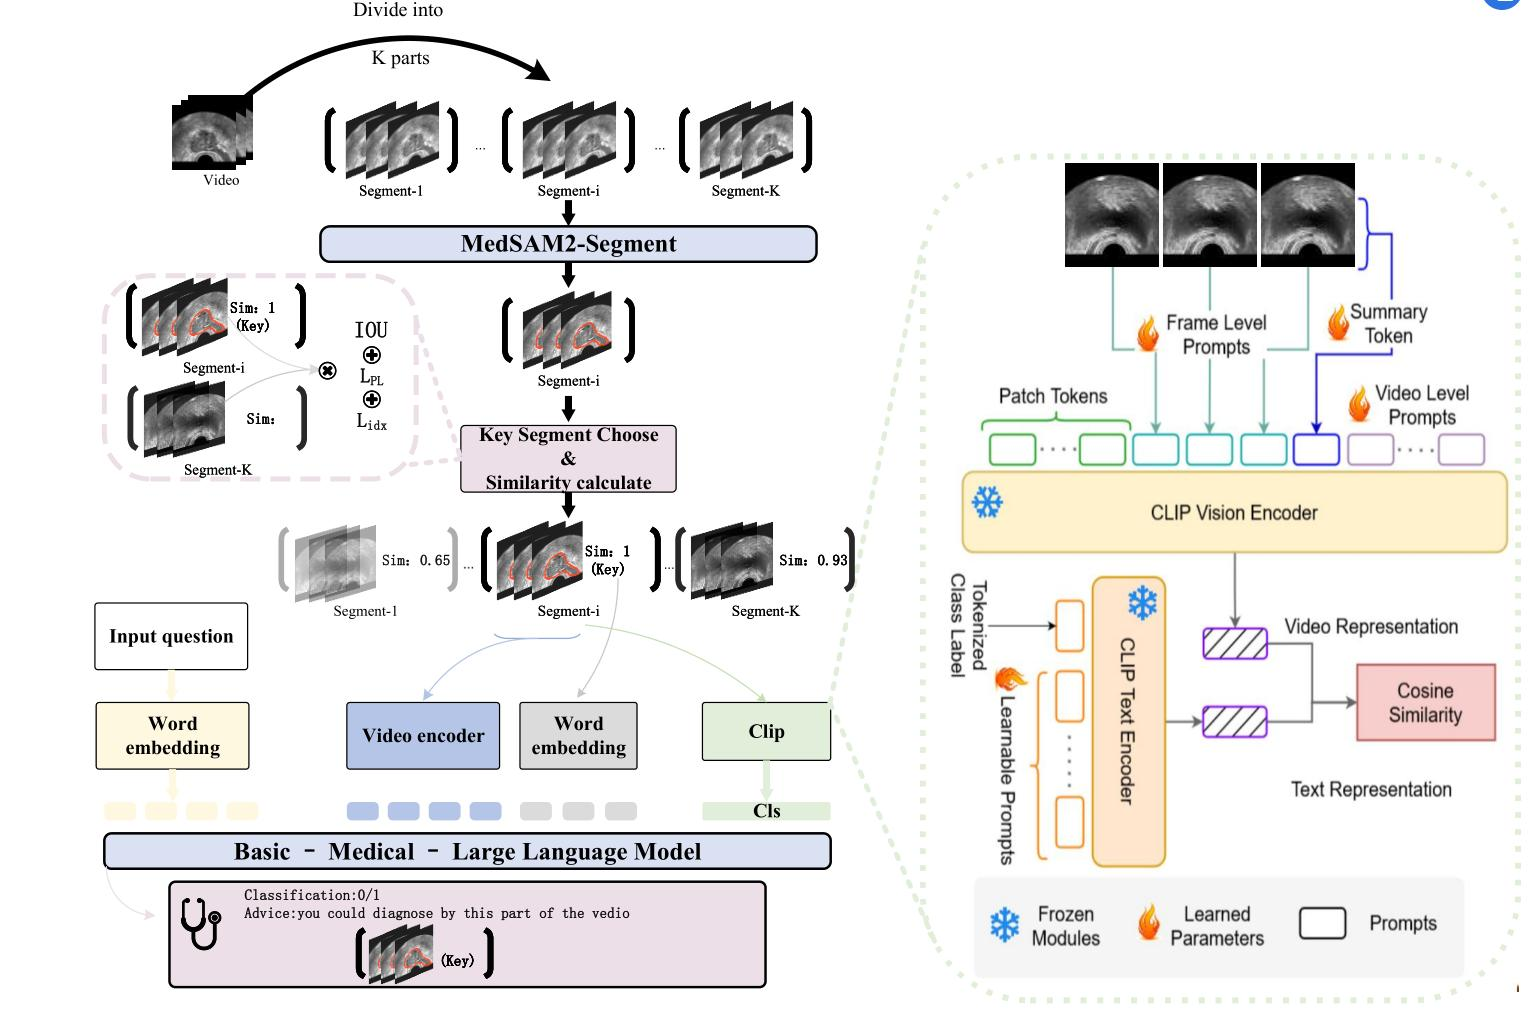 Divide into
K parts
Video
Segment-1
...
Segment-i
...
Segment-K
MedSAM2-Segment
Sim: 1
(Key)
Segment-i
Sim:
Segment-K
IOU
L_PL
L_idx
Segment-i
Key Segment Choose
&
Similarity calculate
Sim: 0.65
Segment-1
...
Sim: 1
(Key)
Segment-i
...
Sim: 0.93
Segment-K
Input question
Word
embedding
Video encoder
Word
embedding
Clip
Cls
Basic - Medical - Large Language Model
Classification:0/1
Advice:you could diagnose by this part of the vedio
(Key)
Frame Level
Prompts
Summary
Token
Patch Tokens
Video Level
Prompts
CLIP Vision Encoder
Tokenized
Class Label
Learnable Prompts
CLIP Text Encoder
Video Representation
Cosine
Similarity
Text Representation
Frozen
Modules
Learned
Parameters
Prompts